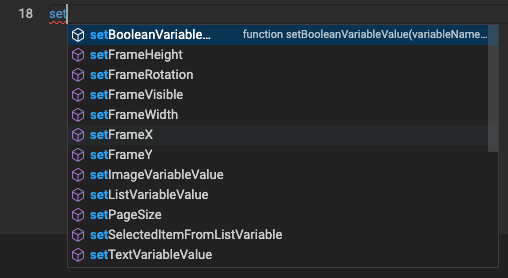 18 set
setBooleanVariable... function setBooleanVariableValue(variableName...
setFrameHeight
setFrameRotation
setFrameVisible
setFrameWidth
setFrameX
setFrameY
setImageVariableValue
setListVariableValue
setPageSize
setSelectedItemFromListVariable
setTextVariableValue